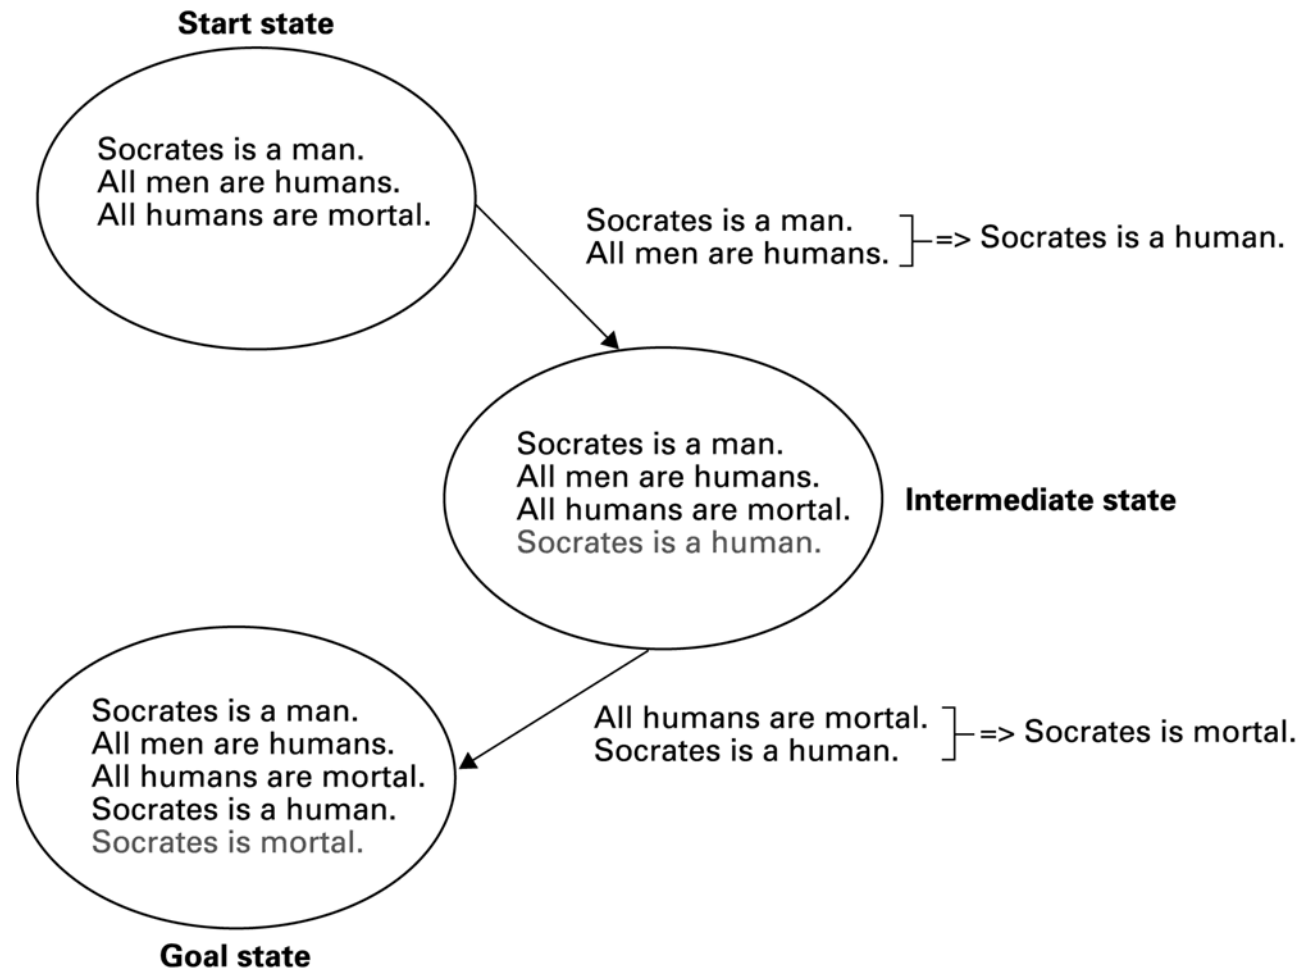 Start state
Socrates is a man.
All men are humans.
All humans are mortal.
Socrates is a man.
All men are humans.
=> Socrates is a human.
Socrates is a man.
All men are humans.
All humans are mortal.
Socrates is a human.
Intermediate state
All humans are mortal.
Socrates is a human.
=> Socrates is mortal.
Socrates is a man.
All men are humans.
All humans are mortal.
Socrates is a human.
Socrates is mortal.
Goal state